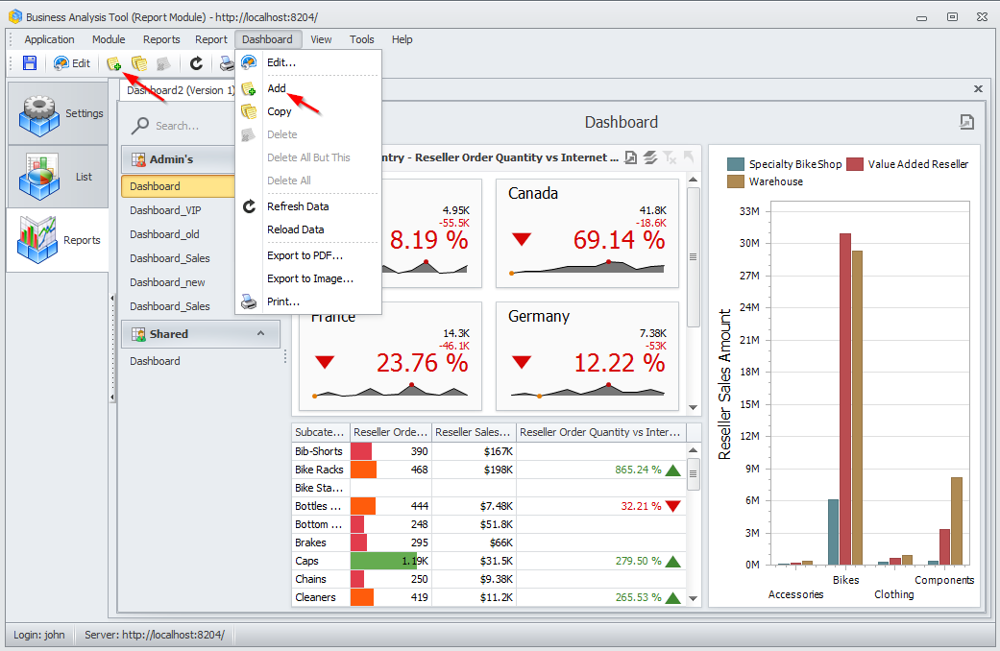 Business Analysis Tool (Report Module) - http://localhost:8204/
Application Module Reports Report Dashboard View Tools Help
Edit
Settings
List
Reports
Dashboard2 (Version 1)
Search...
Admin's
Dashboard
Dashboard_VIP
Dashboard_old
Dashboard_Sales
Dashboard_new
Dashboard_Sales
Shared
Dashboard
Edit...
Add
Copy
Delete
Delete All But This
Delete All
Refresh Data
Reload Data
Export to PDF...
Export to Image...
Print...
Dashboard
ntry - Reseller Order Quantity vs Internet ...
4.95K
-55.5K
8.19 %
Canada
41.8K
-18.6K
69.14 %
France
14.3K
-46.1K
23.76 %
Germany
7.38K
-53K
12.22 %
Subcate... Reseller Orde... Reseller Sales... Reseller Order Quantity vs Inter...
Bib-Shorts 390 $167K
Bike Racks 468 $198K 865.24 %
Bike Sta...
Bottles ... 444 $7.48K 32.21 %
Bottom ... 248 $51.8K
Brakes 295 $66K
Caps 1.19K $31.5K 279.50 %
Chains 250 $9.38K
Cleaners 419 $11.2K 265.53 %
Specialty Bike Shop Value Added Reseller
Warehouse
Reseller Sales Amount
33M
30M
27M
24M
21M
18M
15M
12M
9M
6M
3M
0M
Bikes Components
Accessories Clothing
Login: john Server: http://localhost:8204/